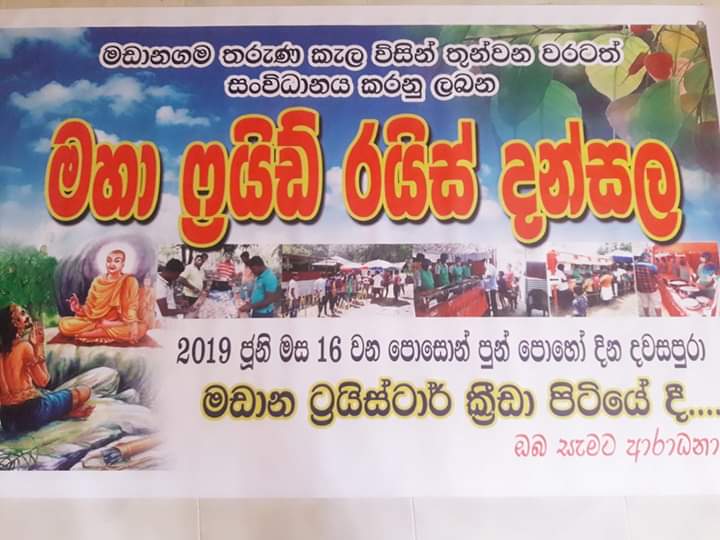 මඩානගම තරුණ කැල විසින් තුන්වන වරටත්
සංවිධානය කරනු ලබන
මහා ෆ්‍රයිඩ් රයිස් දන්සල
2019 ජූනි මස 16 වන පොසොන් පුන් පොහෝ දින දවසපුරා
මඩාන ට්‍රයිස්ටාර් ක්‍රීඩා පිටියේ දී....
ඔබ සැමට ආරාධනා